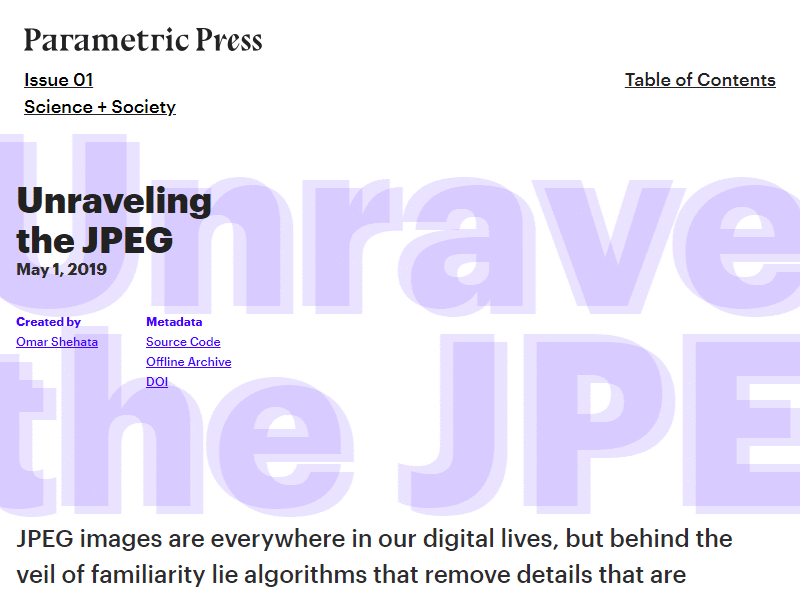 Parametric Press
Issue 01
Table of Contents
Science + Society
Unrave
the JPE
Unraveling
the JPEG
May 1, 2019
Created by
Omar Shehata
Metadata
Source Code
Offline Archive
DOI
JPEG images are everywhere in our digital lives, but behind the
veil of familiarity lie algorithms that remove details that are